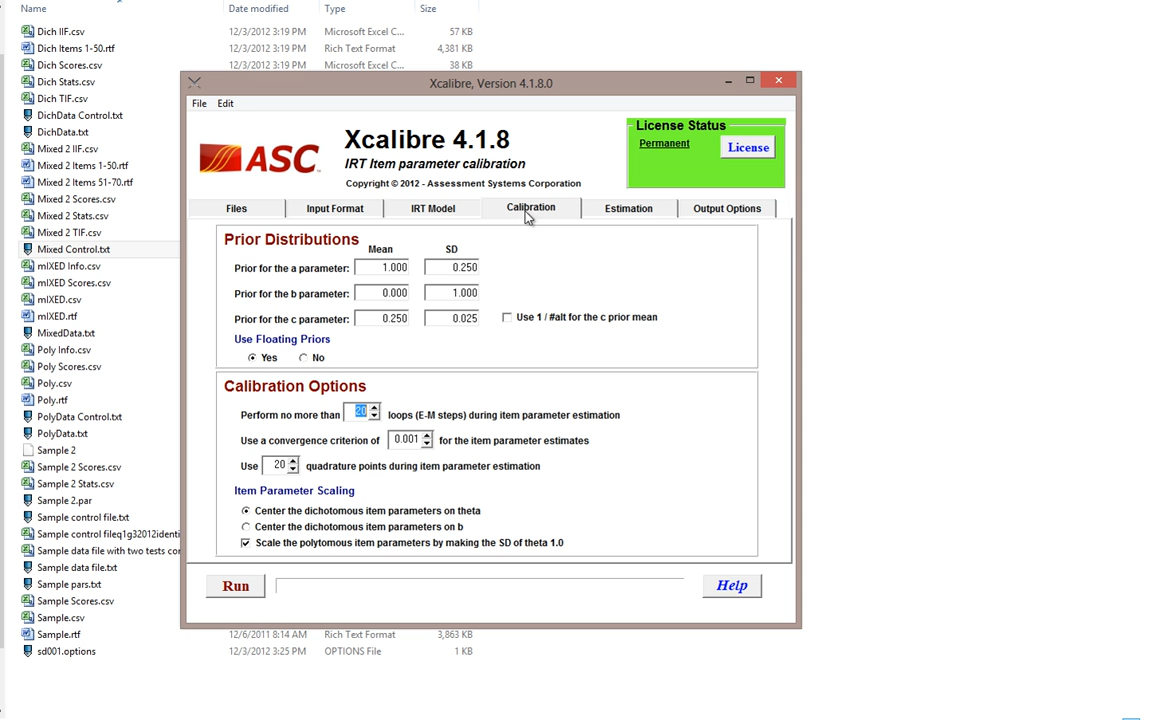 Name Date modified Type Size
Dich IIF.csv 12/3/2012 3:19 PM Microsoft Excel C... 57 KB
Dich Items 1-50.rtf 12/3/2012 3:19 PM Rich Text Format 4,381 KB
Dich Scores.csv 12/3/2012 3:19 PM Microsoft Excel C... 38 KB
Dich Stats.csv
Dich TIF.csv
DichData Control.txt
DichData.txt
Mixed 2 IIF.csv
Mixed 2 Items 1-50.rtf
Mixed 2 Items 51-70.rtf
Mixed 2 Scores.csv
Mixed 2 Stats.csv
Mixed 2 TIF.csv
Mixed Control.txt
mIXED Info.csv
mIXED Scores.csv
mIXED.csv
mIXED.rtf
MixedData.txt
Poly Info.csv
Poly Scores.csv
Poly.csv
Poly.rtf
PolyData Control.txt
PolyData.txt
Sample 2
Sample 2 Scores.csv
Sample 2 Stats.csv
Sample 2.par
Sample control file.txt
Sample control fileq1g32012identi
Sample data file with two tests cor
Sample data file.txt
Sample pars.txt
Sample Scores.csv
Sample.csv
Sample.rtf 12/6/2011 8:14 AM Rich Text Format 3,863 KB
sd001.options 12/3/2012 3:25 PM OPTIONS File 1 KB
Xcalibre, Version 4.1.8.0
File Edit
ASC
Xcalibre 4.1.8
IRT Item parameter calibration
Copyright © 2012 - Assessment Systems Corporation
License Status
Permanent License
Files Input Format IRT Model Calibration Estimation Output Options
Prior Distributions
Mean SD
Prior for the a parameter: 1.000 0.250
Prior for the b parameter: 0.000 1.000
Prior for the c parameter: 0.250 0.025 Use 1 / #alt for the c prior mean
Use Floating Priors
Yes No
Calibration Options
Perform no more than 20 loops (E-M steps) during item parameter estimation
Use a convergence criterion of 0.001 for the item parameter estimates
Use 20 quadrature points during item parameter estimation
Item Parameter Scaling
Center the dichotomous item parameters on theta
Center the dichotomous item parameters on b
Scale the polytomous item parameters by making the SD of theta 1.0
Run Help